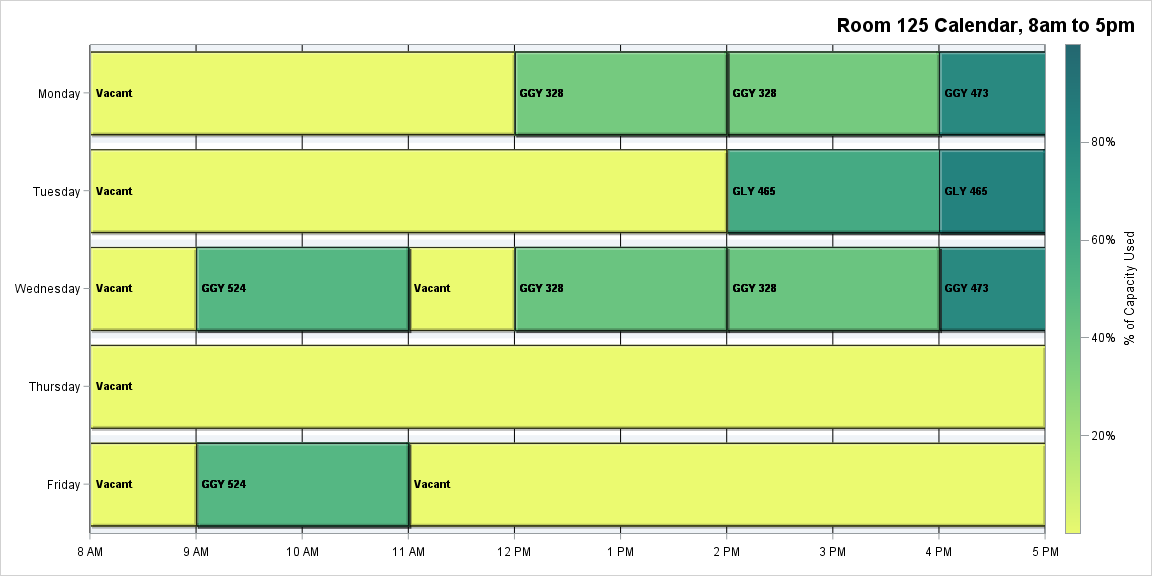 Room 125 Calendar, 8am to 5pm
Monday Vacant GGY 328 GGY 328 GGY 473
80%
Tuesday Vacant GLY 465 GLY 465
60%
% of Capacity Used
Wednesday Vacant GGY 524 Vacant GGY 328 GGY 328 GGY 473
40%
Thursday Vacant
20%
Friday Vacant GGY 524 Vacant
8 AM 9 AM 10 AM 11 AM 12 PM 1 PM 2 PM 3 PM 4 PM 5 PM